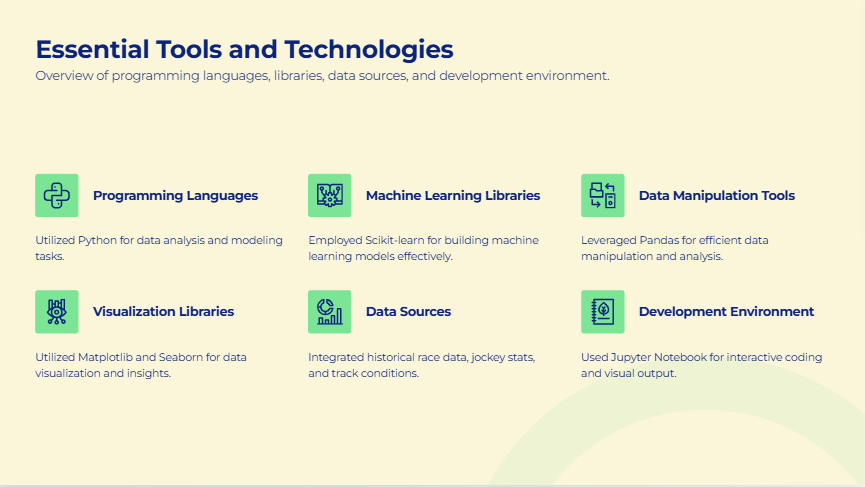 Essential Tools and Technologies
Overview of programming languages, libraries, data sources, and development environment.
Programming Languages
Utilized Python for data analysis and modeling
tasks.
Machine Learning Libraries
Employed Scikit-learn for building machine
learning models effectively.
Data Manipulation Tools
Leveraged Pandas for efficient data
manipulation and analysis.
Visualization Libraries
Utilized Matplotlib and Seaborn for data
visualization and insights.
Data Sources
Integrated historical race data, jockey stats,
and track conditions.
Development Environment
Used Jupyter Notebook for interactive coding
and visual output.